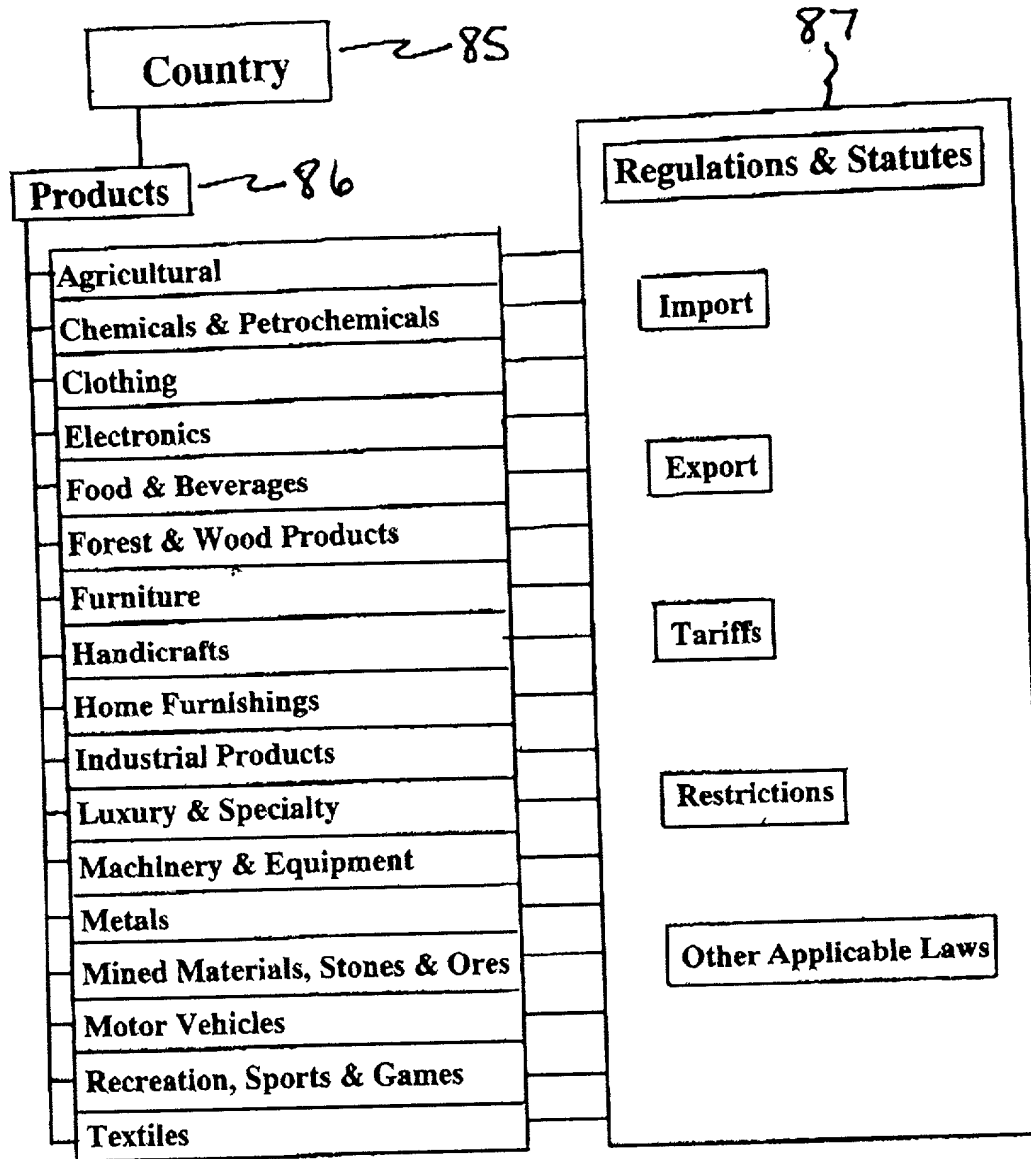 Country
85
87
Products
86
Regulations & Statutes
Agricultural
Chemicals & Petrochemicals
Clothing
Electronics
Food & Beverages
Forest & Wood Products
Furniture
Handicrafts
Home Furnishings
Industrial Products
Luxury & Specialty
Machinery & Equipment
Metals
Mined Materials, Stones & Ores
Motor Vehicles
Recreation, Sports & Games
Textiles
Import
Export
Tariffs
Restrictions
Other Applicable Laws